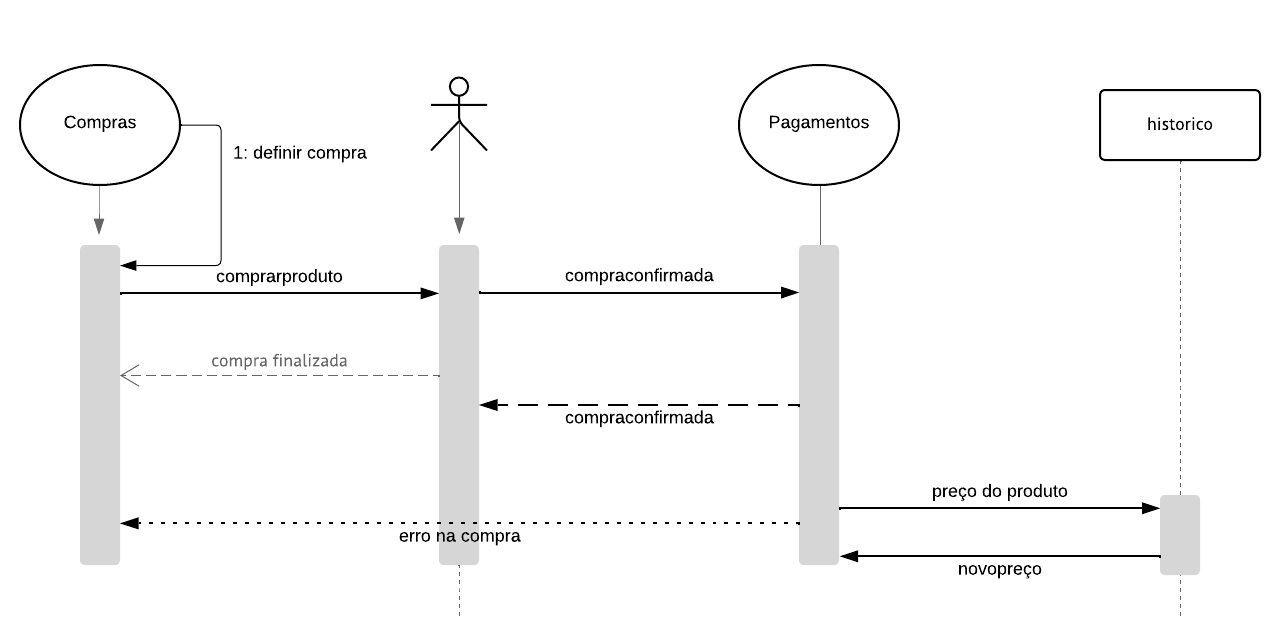 Compras
Pagamentos
historico
1: definir compra
comprarproduto
compraconfirmada
compra finalizada
compraconfirmada
preço do produto
erro na compra
novopreço